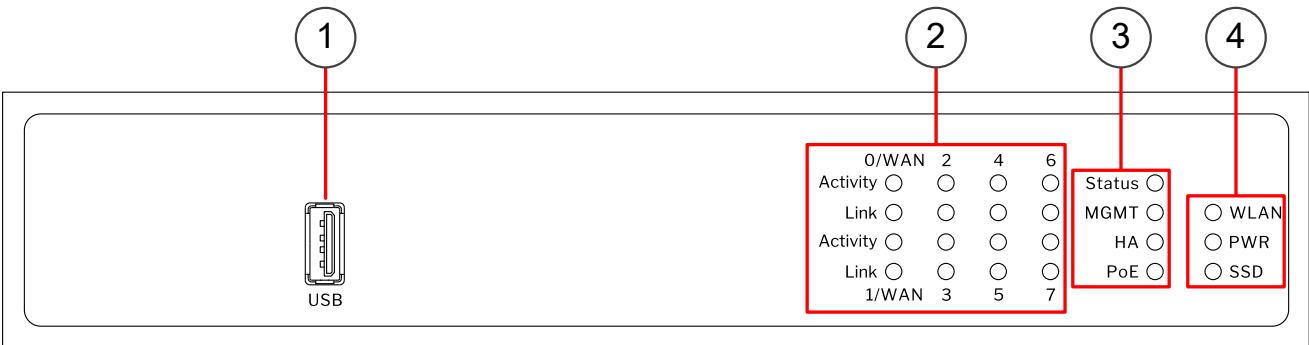 1 2 3 4
0/WAN 2 4 6
Activity Status
Link MGMT WLAN
Activity HA PWR
Link PoE SSD
1/WAN 3 5 7
USB